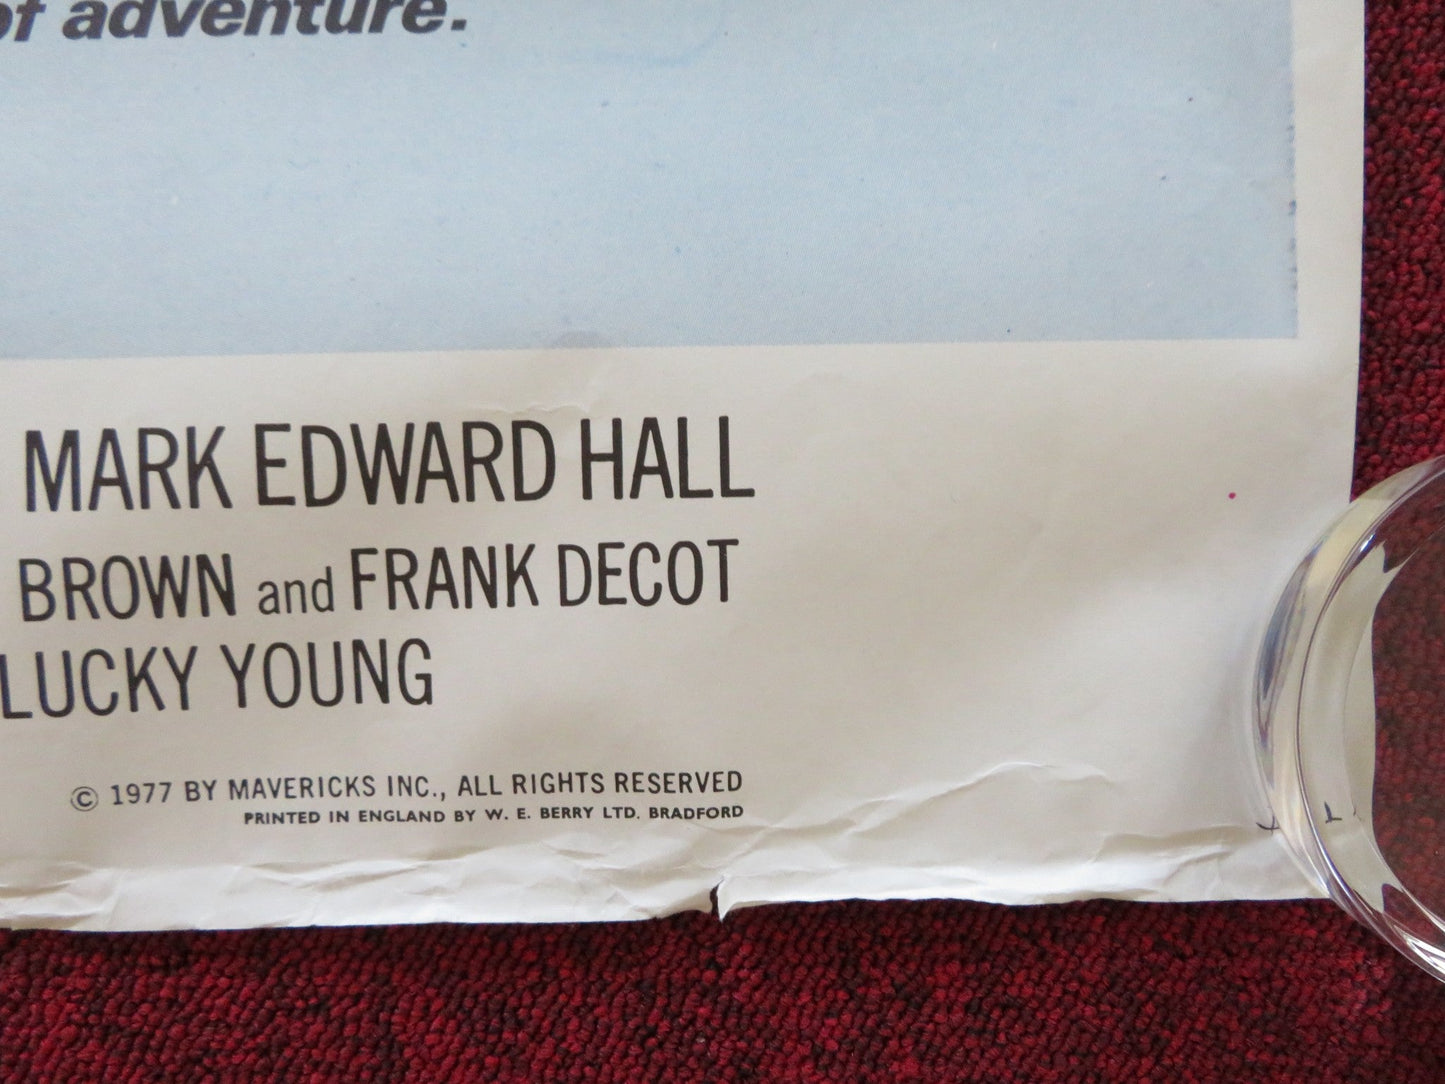 of adventure.
MARK EDWARD HALL
BROWN and FRANK DECOT
LUCKY YOUNG
© 1977 BY MAVERICKS INC., ALL RIGHTS RESERVED
PRINTED IN ENGLAND BY W. E. BERRY LTD. BRADFORD